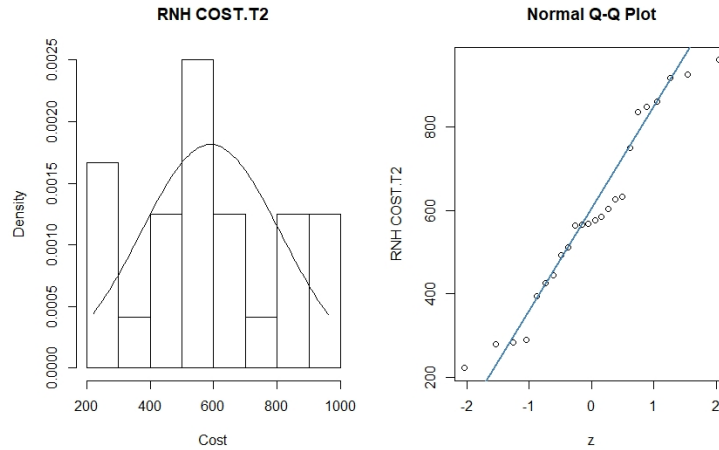 RNH COST.T2
Density
0.0000
0.0005
0.0010
0.0015
0.0020
0.0025
200 400 600 800 1000
Cost
Normal Q-Q Plot
RNH COST.T2
200
400
600
800
-2 -1 0 1 2
z